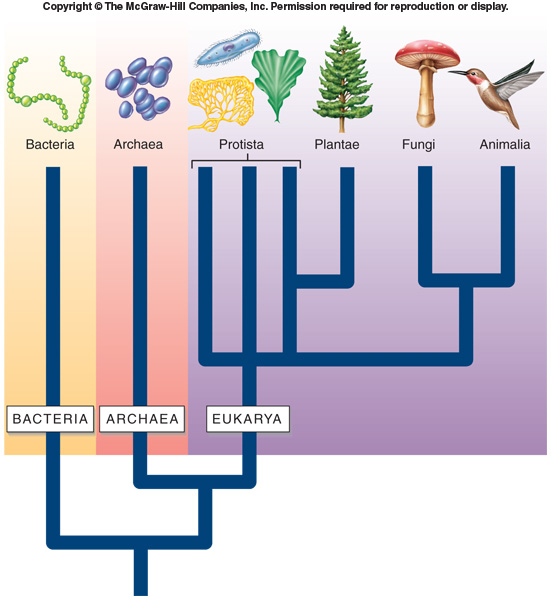 Copyright © The McGraw-Hill Companies, Inc. Permission required for reproduction or display.
Bacteria
Archaea
Protista
Plantae
Fungi
Animalia
BACTERIA
ARCHAEA
EUKARYA